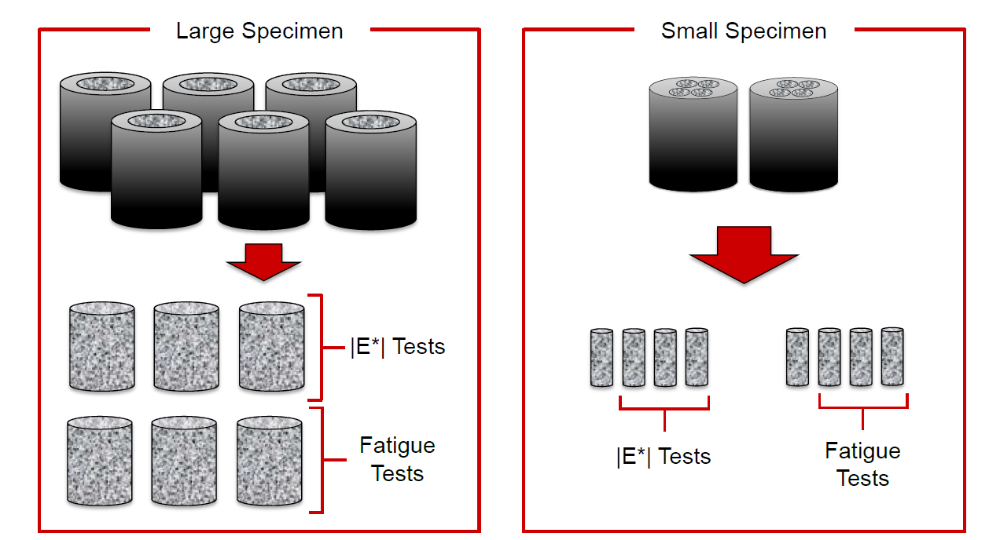 Large Specimen
|E*| Tests
Fatigue
Tests
Small Specimen
|E*| Tests
Fatigue
Tests